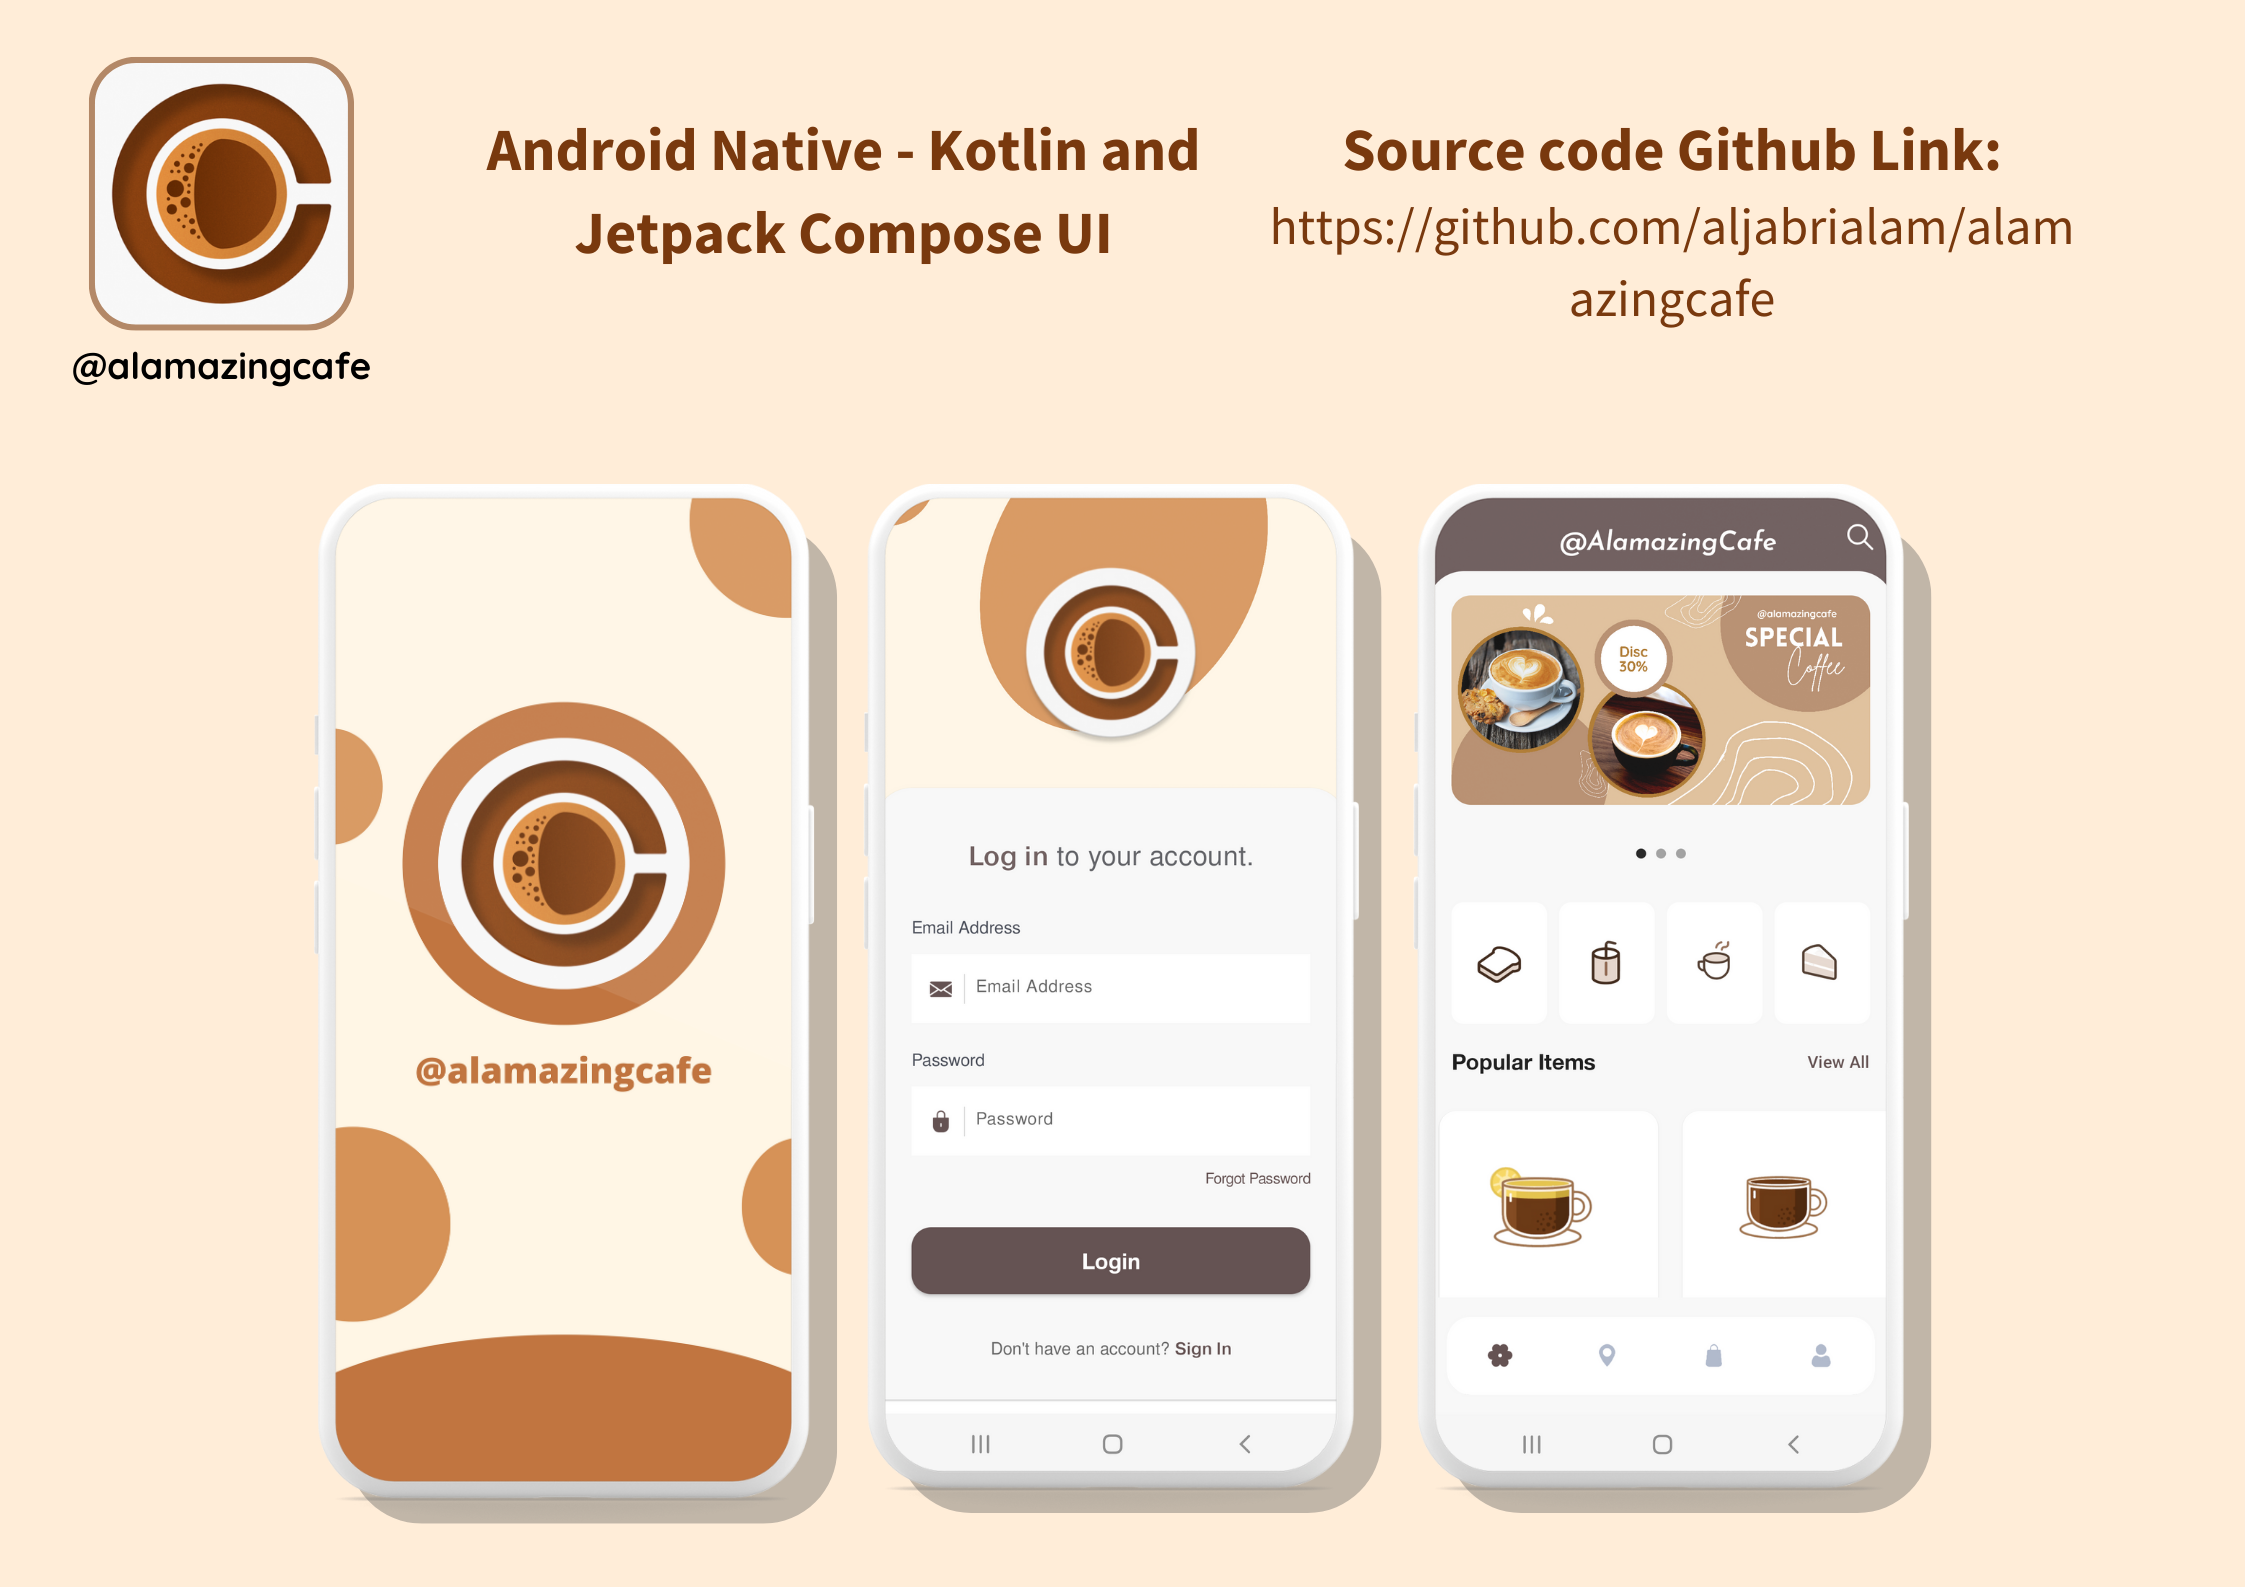 @alamazingcafe
Android Native - Kotlin and
Jetpack Compose UI
Source code Github Link:
https://github.com/aljabrialam/alam
azingcafe
@alamazingcafe
Log in to your account.
Email Address
Email Address
Password
Password
Forgot Password
Login
Don't have an account? Sign In
@AlamazingCafe
@alamazingcafe
SPECIAL
Coffee
Disc
30%
Popular Items
View All